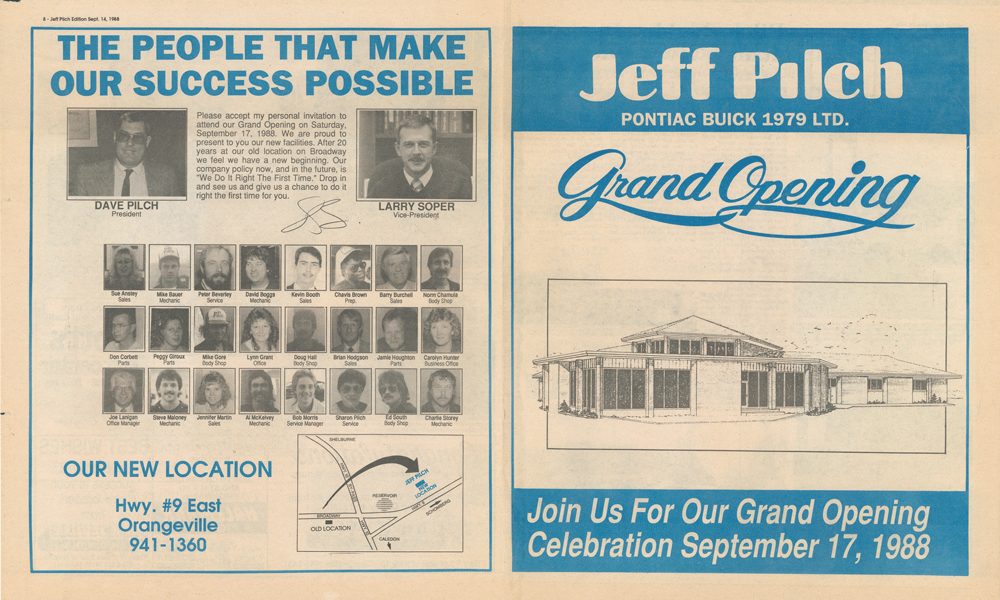 8 - Jeff Pilch Edition Sept. 14, 1988
THE PEOPLE THAT MAKE
OUR SUCCESS POSSIBLE
Please accept my personal invitation to
attend our Grand Opening on Saturday,
September 17, 1988. We are proud to
present to you our new facilities. After 20
years at our old location on Broadway
we feel we have a new beginning. Our
company policy now, and in the future, is
"We Do It Right The First Time." Drop in
and see us and give us a chance to do it
right the first time for you.
DAVE PILCH
President
LARRY SOPER
Vice-President
Sue Anstey
Sales
Mike Bauer
Mechanic
Peter Beverley
Service
David Boggs
Mechanic
Kevin Booth
Sales
Chavis Brown
Prep.
Barry Burchell
Sales
Norm Chamula
Body Shop
Don Corbett
Parts
Peggy Giroux
Parts
Mike Gore
Body Shop
Lynn Grant
Office
Doug Hall
Body Shop
Brian Hodgson
Sales
Jamie Houghton
Parts
Carolyn Hunter
Business Office
Joe Lanigan
Office Manager
Steve Maloney
Mechanic
Jennifer Martin
Sales
Al McKelvey
Mechanic
Bob Morris
Service Manager
Sharon Pilch
Service
Ed South
Body Shop
Charlie Storey
Mechanic
OUR NEW LOCATION
Hwy. #9 East
Orangeville
941-1360
SHELBURNE
JEFF PILCH
NEW
LOCATION
RESERVOIR
BROADWAY
OLD LOCATION
HWY. 9
SCHOMBERG
CALEDON
Jeff Pilch
PONTIAC BUICK 1979 LTD.
Grand Opening
Join Us For Our Grand Opening
Celebration September 17, 1988